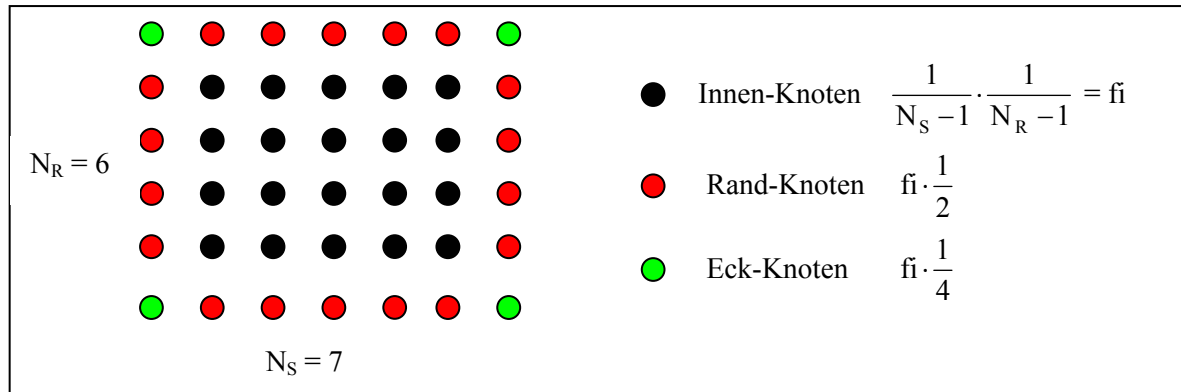 N_R = 6
N_S = 7
Innen-Knoten 1/(N_S −1) · 1/(N_R −1) = fi
Rand-Knoten fi · 1/2
Eck-Knoten fi · 1/4